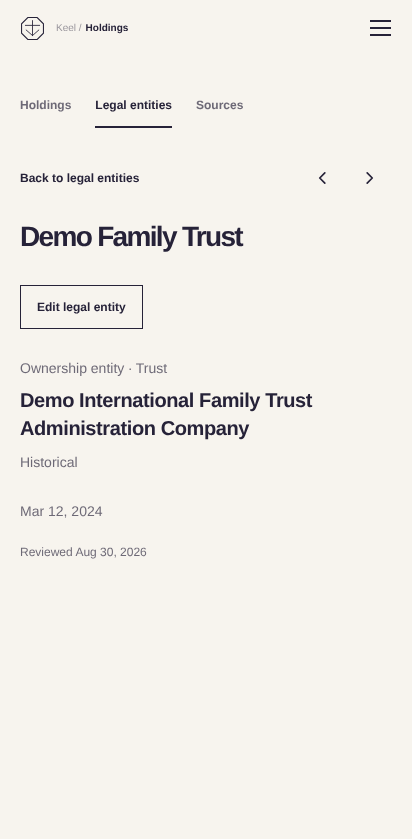 Keel / Holdings
Holdings Legal entities Sources
Back to legal entities
Demo Family Trust
Edit legal entity
Ownership entity · Trust
Demo International Family Trust
Administration Company
Historical
Mar 12, 2024
Reviewed Aug 30, 2026